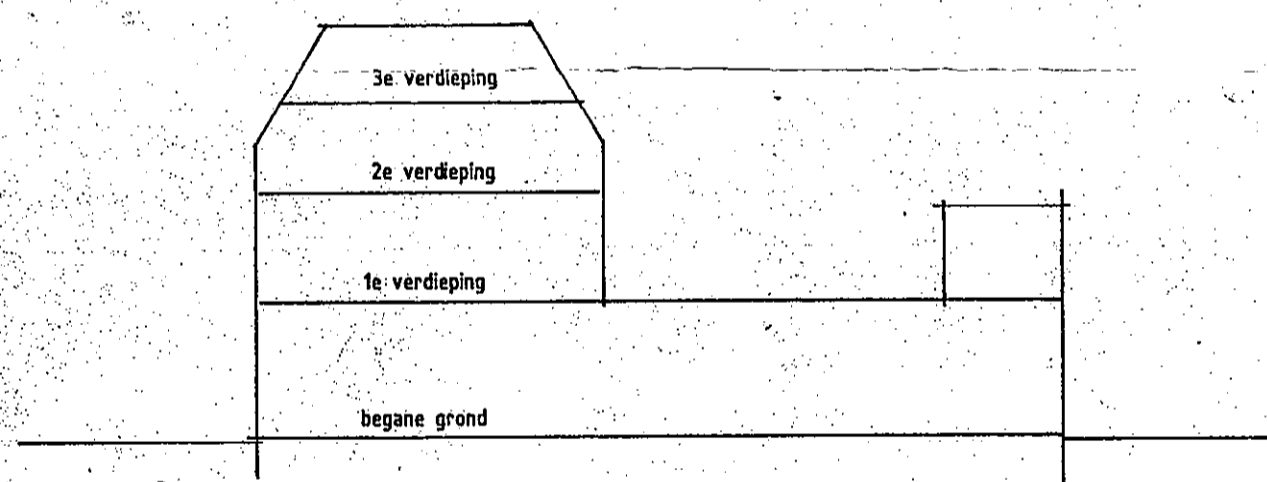 3e verdieping
2e verdieping
1e verdieping
begane grond